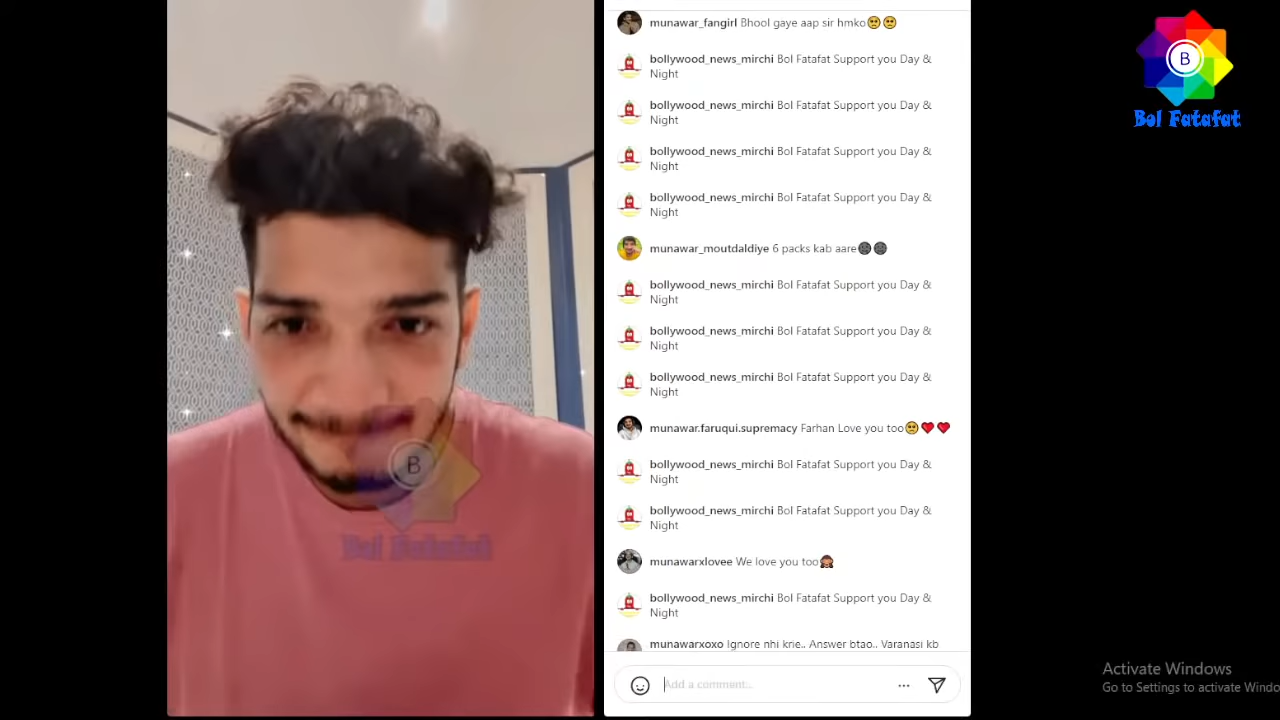 munawar_fangirl Bhool gaye aap sir hmko🥺🥺
bollywood_news_mirchi Bol Fatafat Support you Day &
Night
bollywood_news_mirchi Bol Fatafat Support you Day &
Night
bollywood_news_mirchi Bol Fatafat Support you Day &
Night
bollywood_news_mirchi Bol Fatafat Support you Day &
Night
munawar_moutdaldiye 6 packs kab aare🌚🌚
bollywood_news_mirchi Bol Fatafat Support you Day &
Night
bollywood_news_mirchi Bol Fatafat Support you Day &
Night
bollywood_news_mirchi Bol Fatafat Support you Day &
Night
munawar.faruqui.supremacy Farhan Love you too🥺❤️❤️
bollywood_news_mirchi Bol Fatafat Support you Day &
Night
bollywood_news_mirchi Bol Fatafat Support you Day &
Night
munawarxlovee We love you too🙈
bollywood_news_mirchi Bol Fatafat Support you Day &
Night
munawarxoxo Ignore nhi krie.. Answer btao.. Varanasi kb
Add a comment...
B
Bol Fatafat
B
Bol Fatafat
Activate Windows
Go to Settings to activate Windo